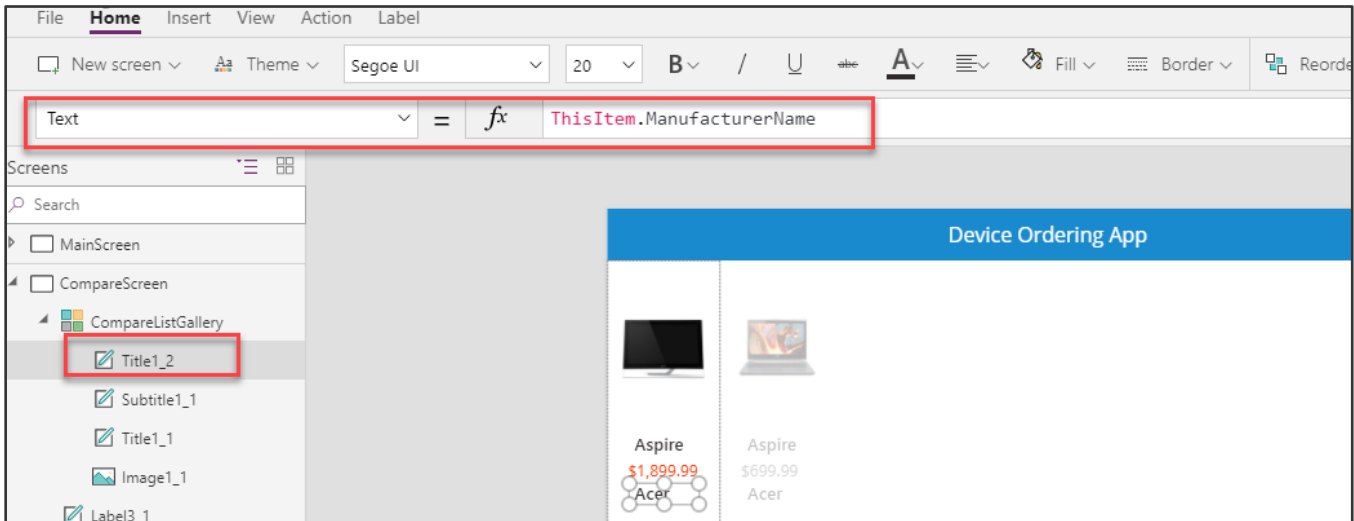 File Home Insert View Action Label
New screen Aa Theme Segoe UI 20 B / U abc A Fill Border Reorde
Text = fx ThisItem.ManufacturerName
Screens
Search
MainScreen
CompareScreen
CompareListGallery
Title1_2
Subtitle1_1
Title1_1
Image1_1
Label3_1
Device Ordering App
Aspire Aspire
$1,899.99 $699.99
Acer Acer